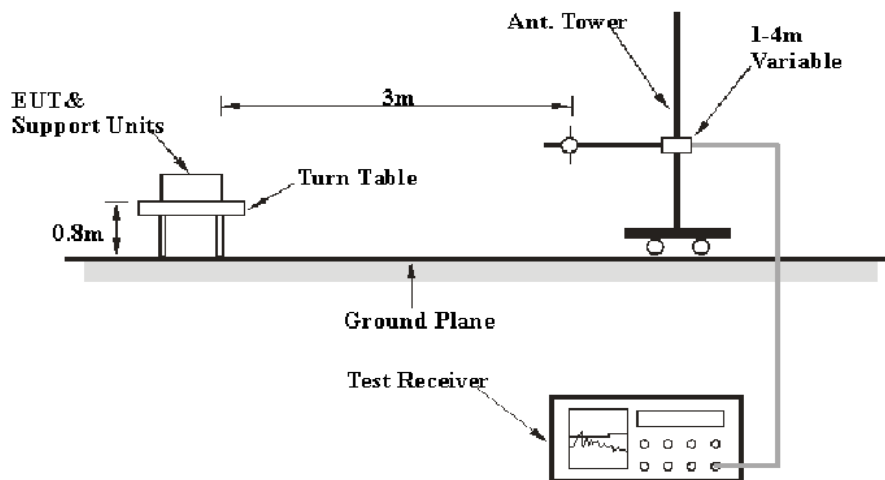 Ant. Tower
1-4m
Variable
3m
EUT&
Support Units
Turn Table
0.8m
Ground Plane
Test Receiver